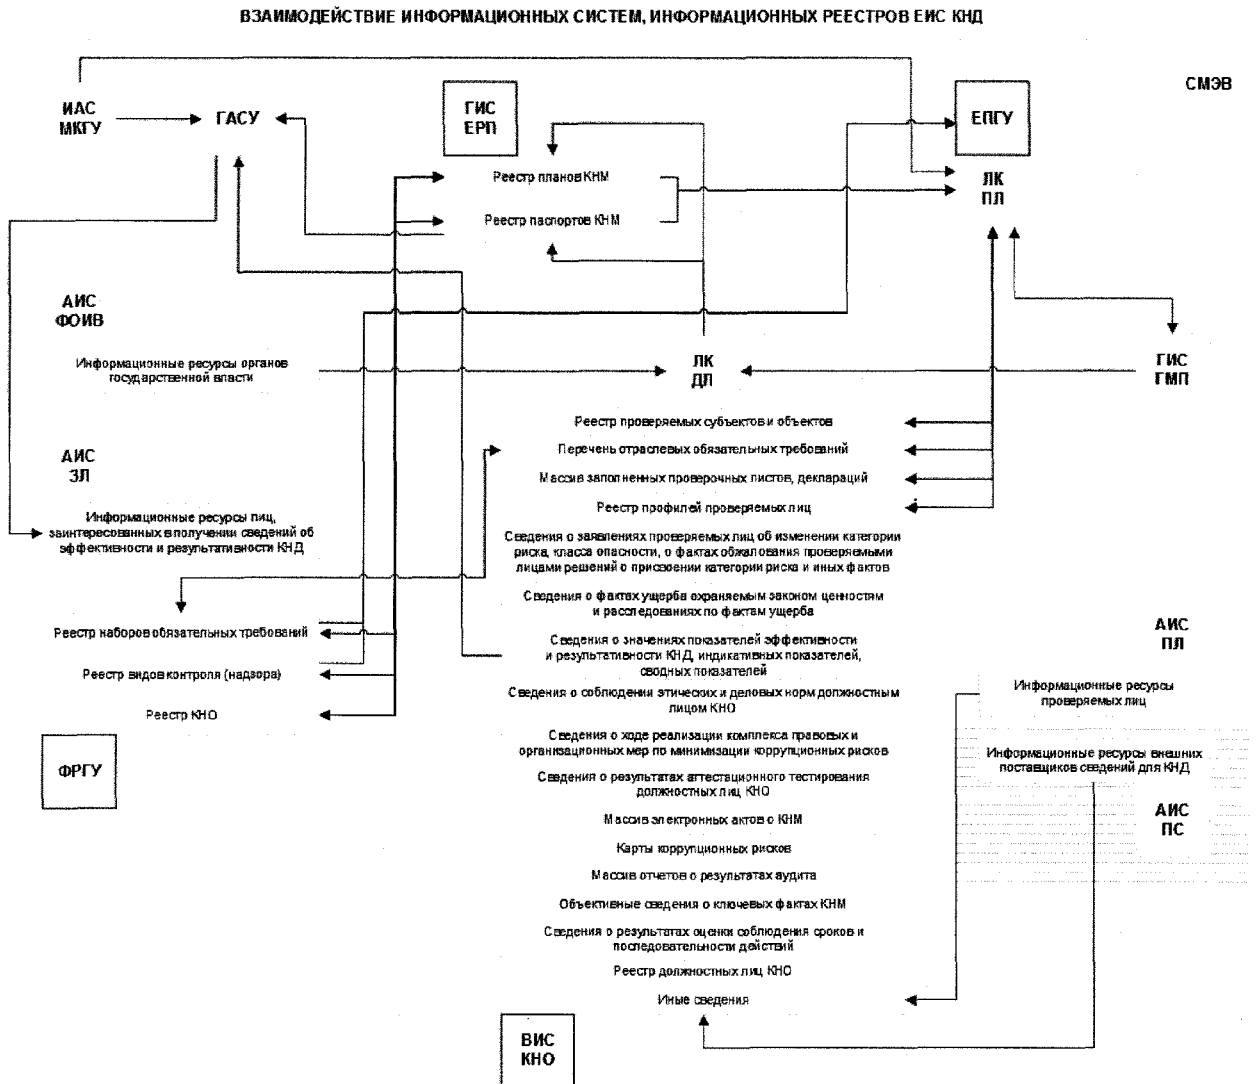 ВЗАИМОДЕЙСТВИЕ ИНФОРМАЦИОННЫХ СИСТЕМ, ИНФОРМАЦИОННЫХ РЕЕСТРОВ ЕИС КНД
СМЭВ
ИАС
МКГУ
ГАСУ
ГИС
ЕРП
ЕПГУ
Реестр планов КНМ
Реестр паспортов КНМ
ЛК
ПЛ
АИС
ФОИВ
Информационные ресурсы органов
государственной власти
ЛК
ДЛ
ГИС
ГМП
АИС
ЗЛ
Информационные ресурсы лиц,
заинтересованных в получении сведений об
эффективности и результативности КНД
Реестр проверяемых субъектов и объектов
Перечень отраслевых обязательных требований
Массив заполненных проверочных листов, деклараций
Реестр профилей проверяемых лиц
Сведения о заявлениях проверяемых лиц об изменении категории
риска, класса опасности, о фактах обжалования проверяемыми
лицами решений о присвоении категории риска и иных фактов
Сведения о фактах ущерба охраняемым законом ценностям
и расследованиях по фактам ущерба
Сведения о значениях показателей эффективности
и результативности КНД, индикативных показателей,
сводных показателей
Сведения о соблюдении этических и деловых норм должностным
лицом КНО
Сведения о ходе реализации комплекса правовых и
организационных мер по минимизации коррупционных рисков
Сведения о результатах аттестационного тестирования
должностных лиц КНО
Массив электронных актов о КНМ
Карты коррупционных рисков
Массив отчетов о результатах аудита
Объективные сведения о ключевых фактах КНМ
Сведения о результатах оценки соблюдения сроков и
последовательности действий
Реестр должностных лиц КНО
Иные сведения
ВИС
КНО
Реестр наборов обязательных требований
Реестр видов контроля (надзора)
Реестр КНО
ФРГУ
АИС
ПЛ
Информационные ресурсы
проверяемых лиц
Информационные ресурсы внешних
поставщиков сведений для КНД
АИС
ПС